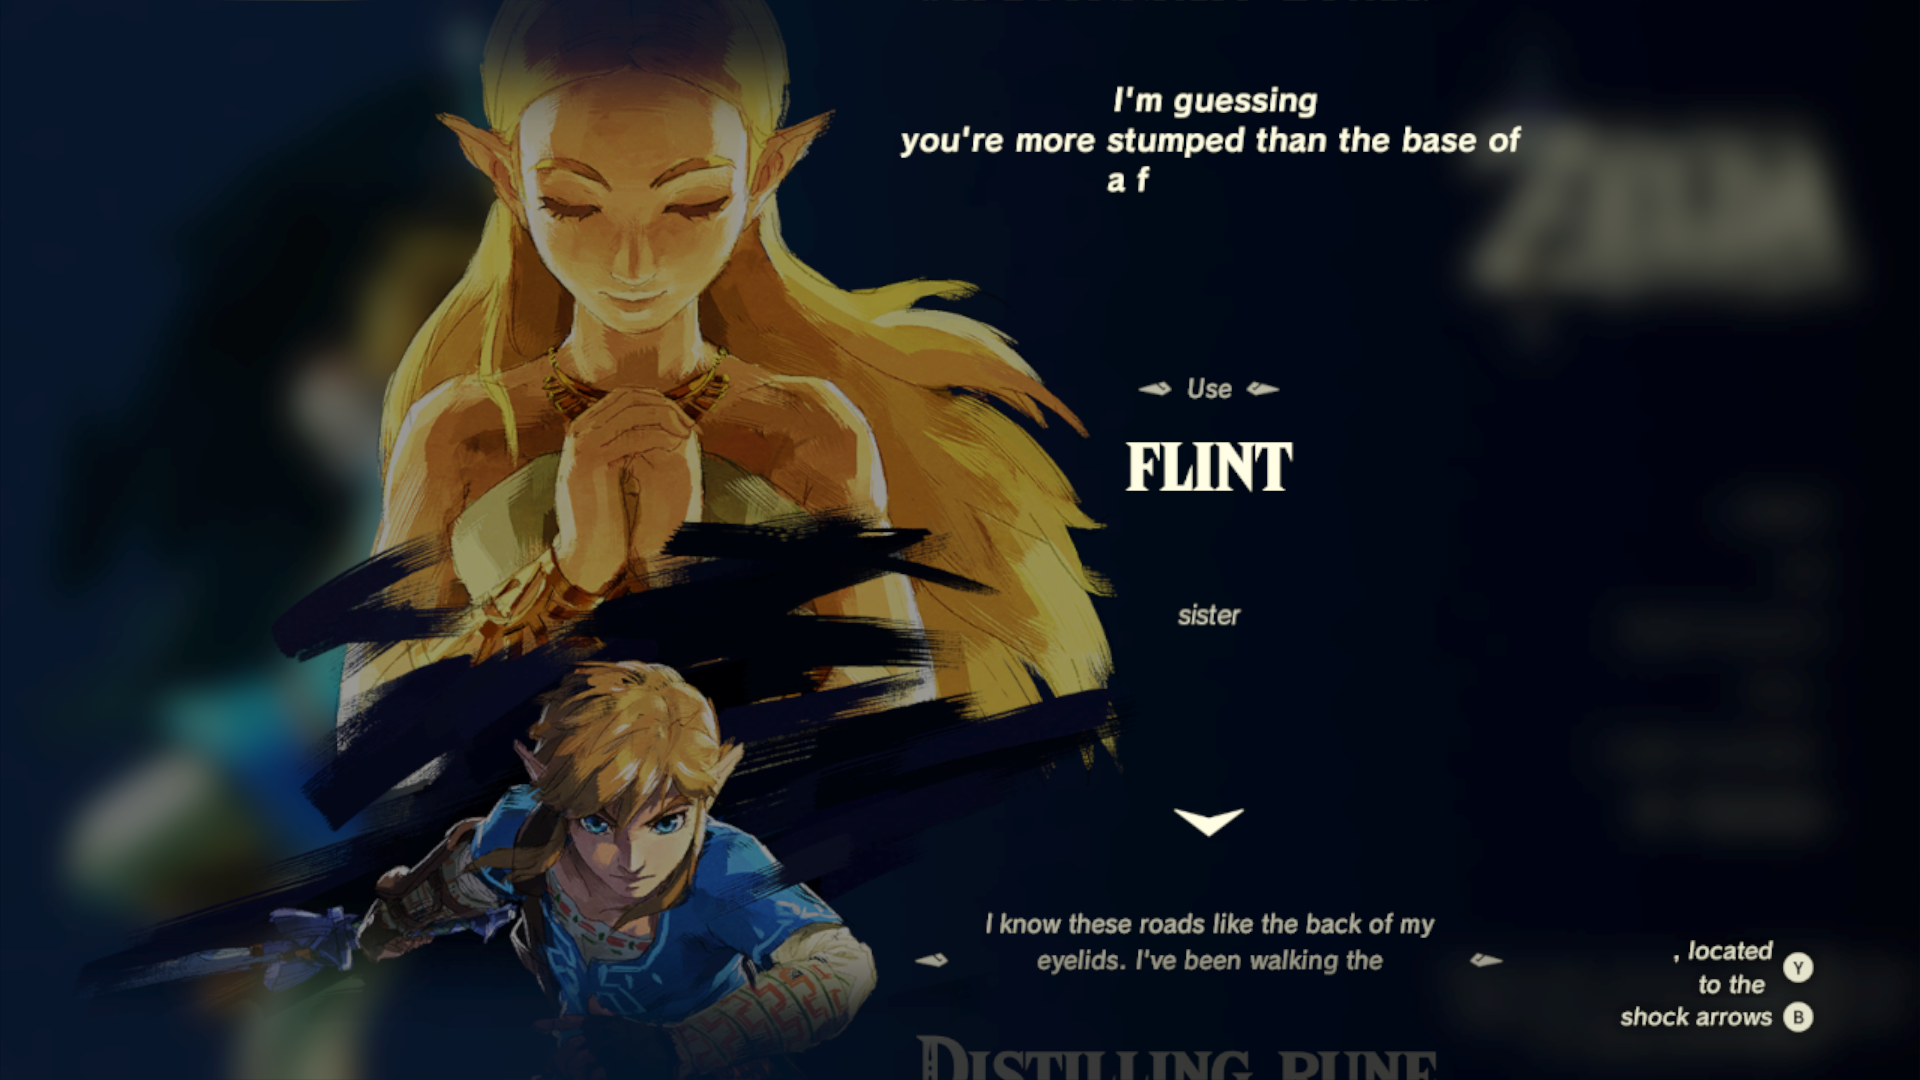 I'm guessing
you're more stumped than the base of
a f
Use
FLINT
sister
I know these roads like the back of my
eyelids. I've been walking the
, located
Y
to the
shock arrows
B
DISTILLING RUNE